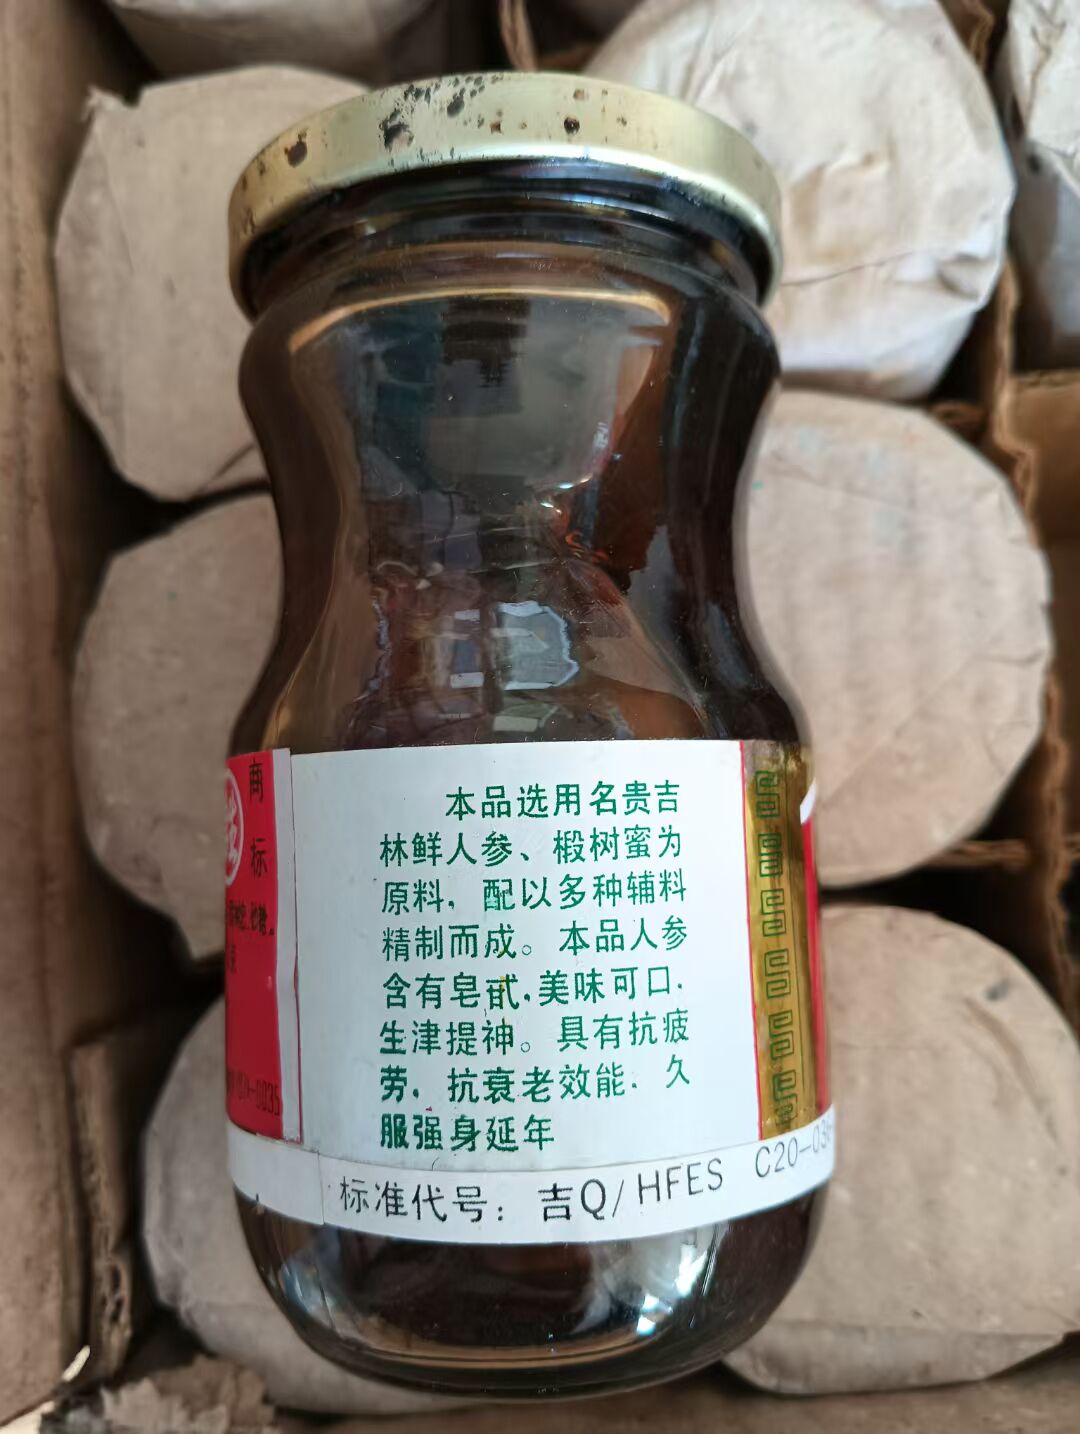 商
标
本品选用名贵吉
林鲜人参、椴树蜜为
原料，配以多种辅料
精制而成。本品人参
含有皂甙，美味可口．
生津提神。具有抗疲
劳．抗衰老效能．久
服强身延年
标准代号：吉Q/HFES C20-03